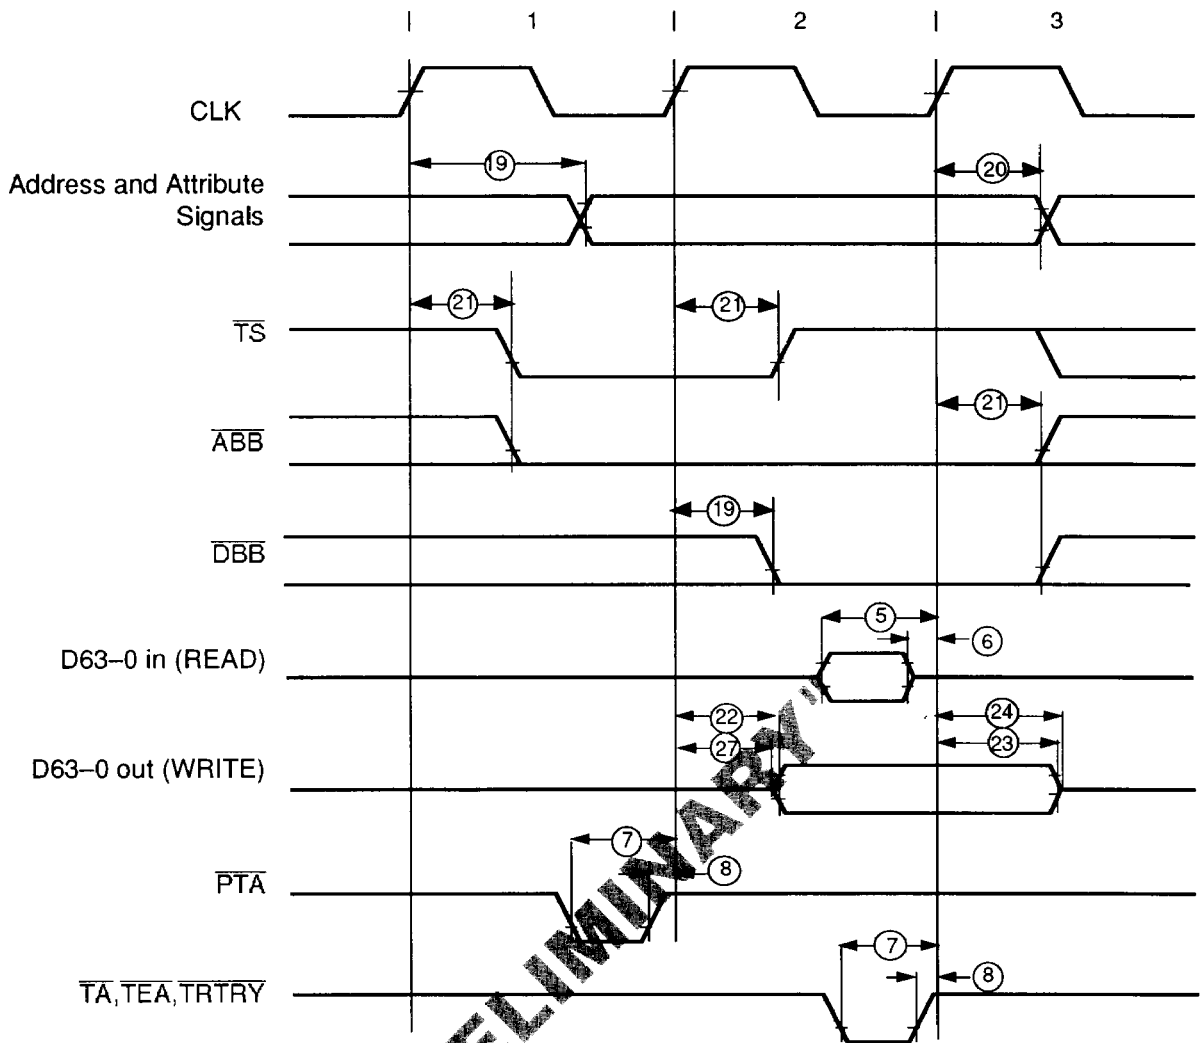 1 2 3
CLK
19 20
Address and Attribute
Signals
21 21
TS
21
ABB
19
DBB
5
6
D63–0 in (READ)
22 24
27 23
D63–0 out (WRITE)
7
8
PTA
7
8
TA, TEA, TRTRY
ELIMINARY"